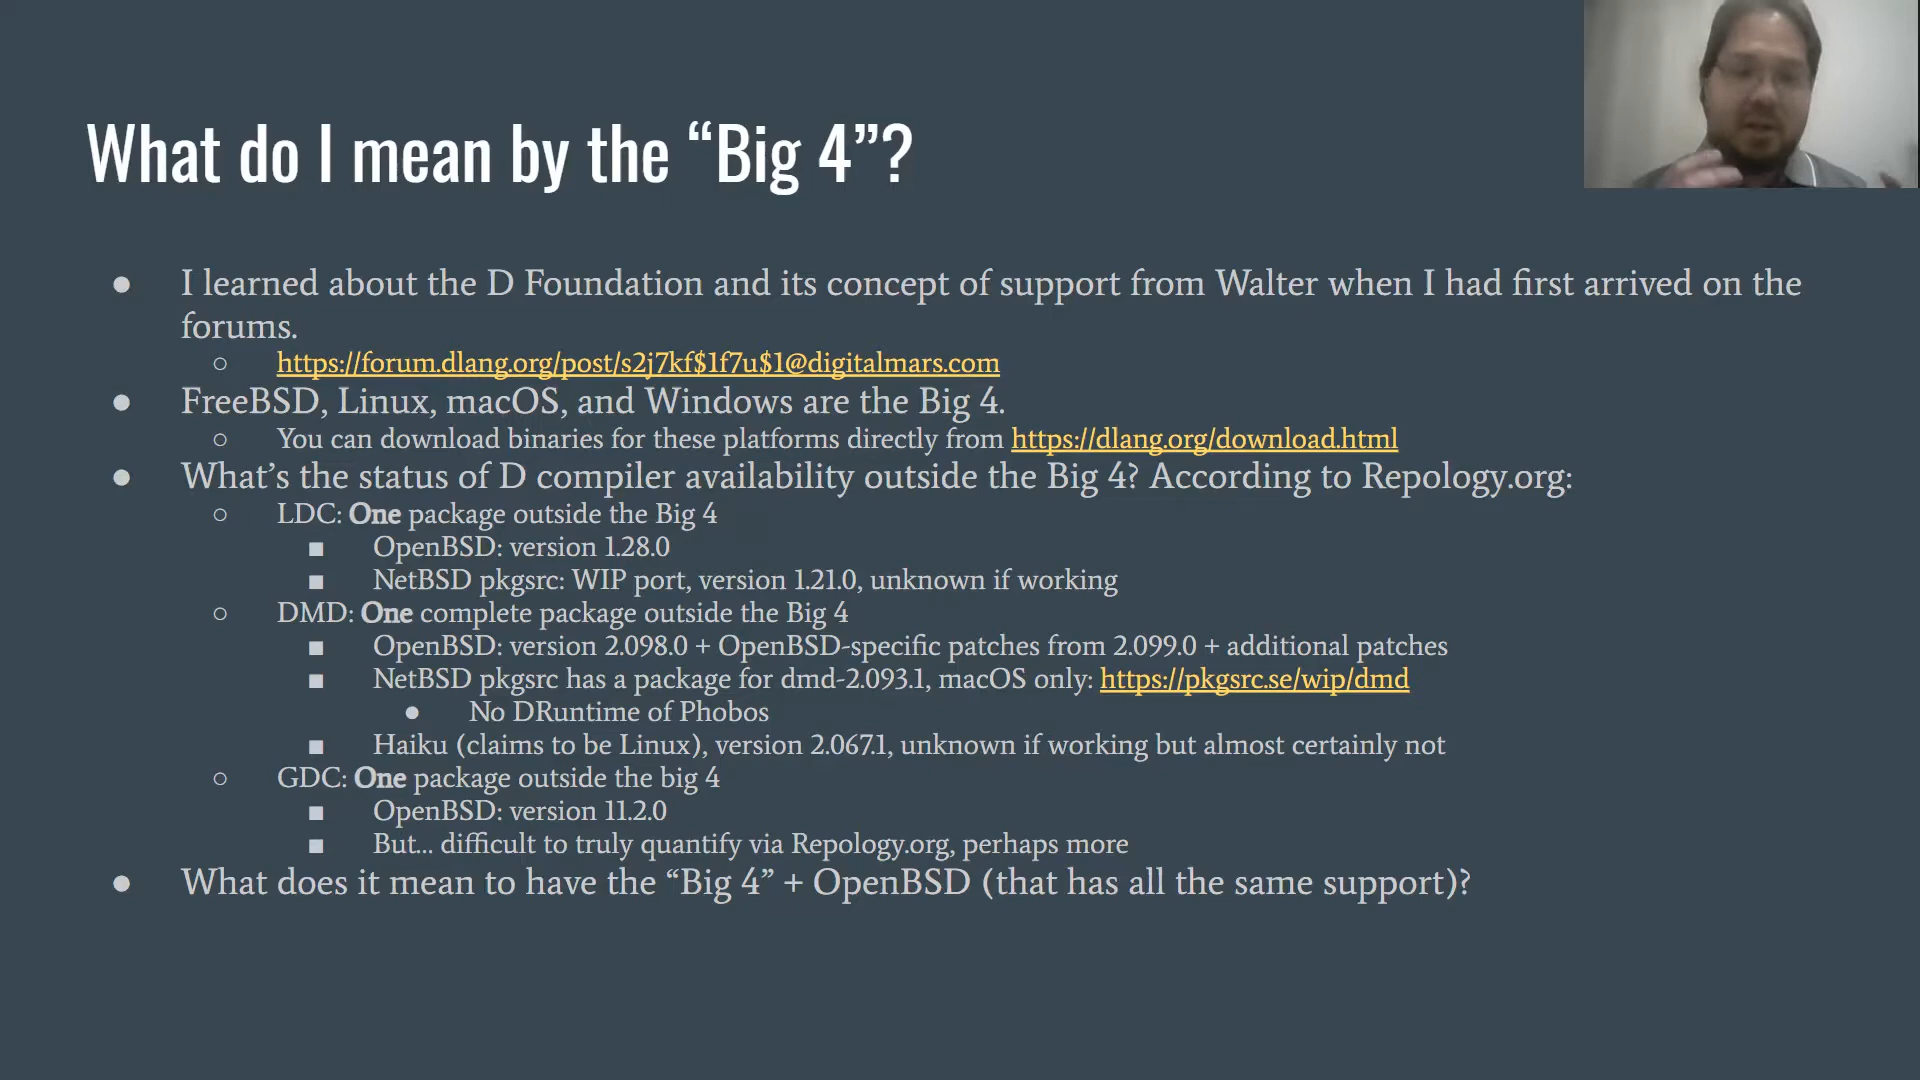 What do I mean by the “Big 4”?
● I learned about the D Foundation and its concept of support from Walter when I had first arrived on the
forums.
○ https://forum.dlang.org/post/s2j7kf$1f7u$1@digitalmars.com
● FreeBSD, Linux, macOS, and Windows are the Big 4.
○ You can download binaries for these platforms directly from https://dlang.org/download.html
● What’s the status of D compiler availability outside the Big 4? According to Repology.org:
○ LDC: One package outside the Big 4
■ OpenBSD: version 1.28.0
■ NetBSD pkgsrc: WIP port, version 1.21.0, unknown if working
○ DMD: One complete package outside the Big 4
■ OpenBSD: version 2.098.0 + OpenBSD-specific patches from 2.099.0 + additional patches
■ NetBSD pkgsrc has a package for dmd-2.093.1, macOS only: https://pkgsrc.se/wip/dmd
● No DRuntime of Phobos
■ Haiku (claims to be Linux), version 2.067.1, unknown if working but almost certainly not
○ GDC: One package outside the big 4
■ OpenBSD: version 11.2.0
■ But... difficult to truly quantify via Repology.org, perhaps more
● What does it mean to have the “Big 4” + OpenBSD (that has all the same support)?